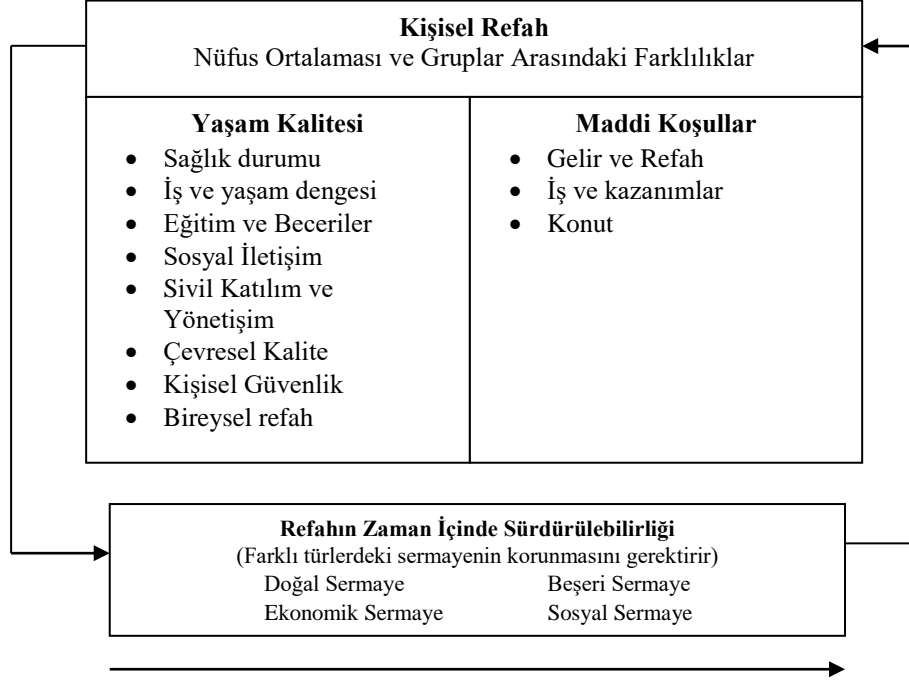 Kişisel Refah
Nüfus Ortalaması ve Gruplar Arasındaki Farklılıklar
Yaşam Kalitesi
• Sağlık durumu
• İş ve yaşam dengesi
• Eğitim ve Beceriler
• Sosyal İletişim
• Sivil Katılım ve
Yönetişim
• Çevresel Kalite
• Kişisel Güvenlik
• Bireysel refah
Maddi Koşullar
• Gelir ve Refah
• İş ve kazanımlar
• Konut
Refahın Zaman İçinde Sürdürülebilirliği
(Farklı türlerdeki sermayenin korunmasını gerektirir)
Doğal Sermaye Beşeri Sermaye
Ekonomik Sermaye Sosyal Sermaye